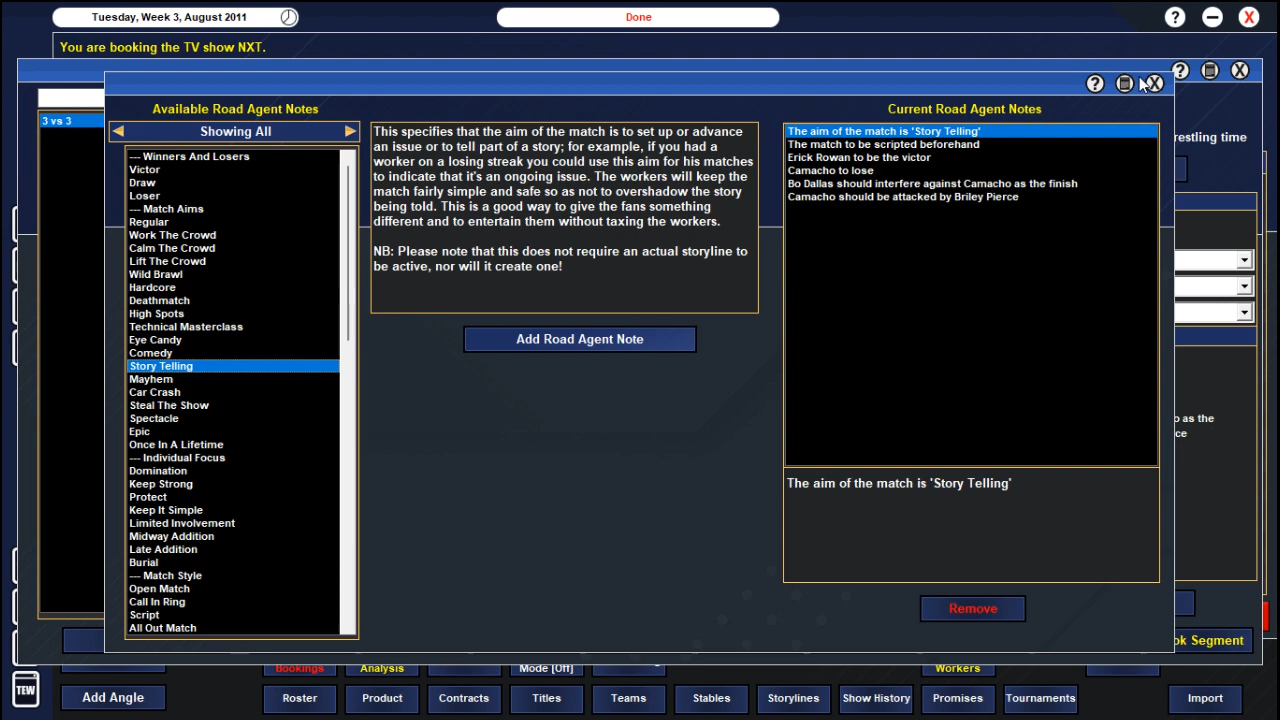 Tuesday, Week 3, August 2011
Done
?
X
You are booking the TV show NXT.
?
X
?
X
3 vs 3
restling time
Available Road Agent Notes
Showing All
--- Winners And Losers
Victor
Draw
Loser
--- Match Aims
Regular
Work The Crowd
Calm The Crowd
Lift The Crowd
Wild Brawl
Hardcore
Deathmatch
High Spots
Technical Masterclass
Eye Candy
Comedy
Story Telling
Mayhem
Car Crash
Steal The Show
Spectacle
Epic
Once In A Lifetime
--- Individual Focus
Domination
Keep Strong
Protect
Keep It Simple
Limited Involvement
Midway Addition
Late Addition
Burial
--- Match Style
Open Match
Call In Ring
Script
All Out Match
This specifies that the aim of the match is to set up or advance
an issue or to tell part of a story; for example, if you had a
worker on a losing streak you could use this aim for his matches
to indicate that it's an ongoing issue. The workers will keep the
match fairly simple and safe so as not to overshadow the story
being told. This is a good way to give the fans something
different and to entertain them without taxing the workers.
NB: Please note that this does not require an actual storyline to
be active, nor will it create one!
Add Road Agent Note
Current Road Agent Notes
The aim of the match is 'Story Telling'
The match to be scripted beforehand
Erick Rowan to be the victor
Camacho to lose
Bo Dallas should interfere against Camacho as the finish
Camacho should be attacked by Briley Pierce
The aim of the match is 'Story Telling'
Remove
o as the
ce
ok Segment
Bookings
Analysis
Mode [Off]
Workers
TEW
Add Angle
Roster
Product
Contracts
Titles
Teams
Stables
Storylines
Show History
Promises
Tournaments
Import